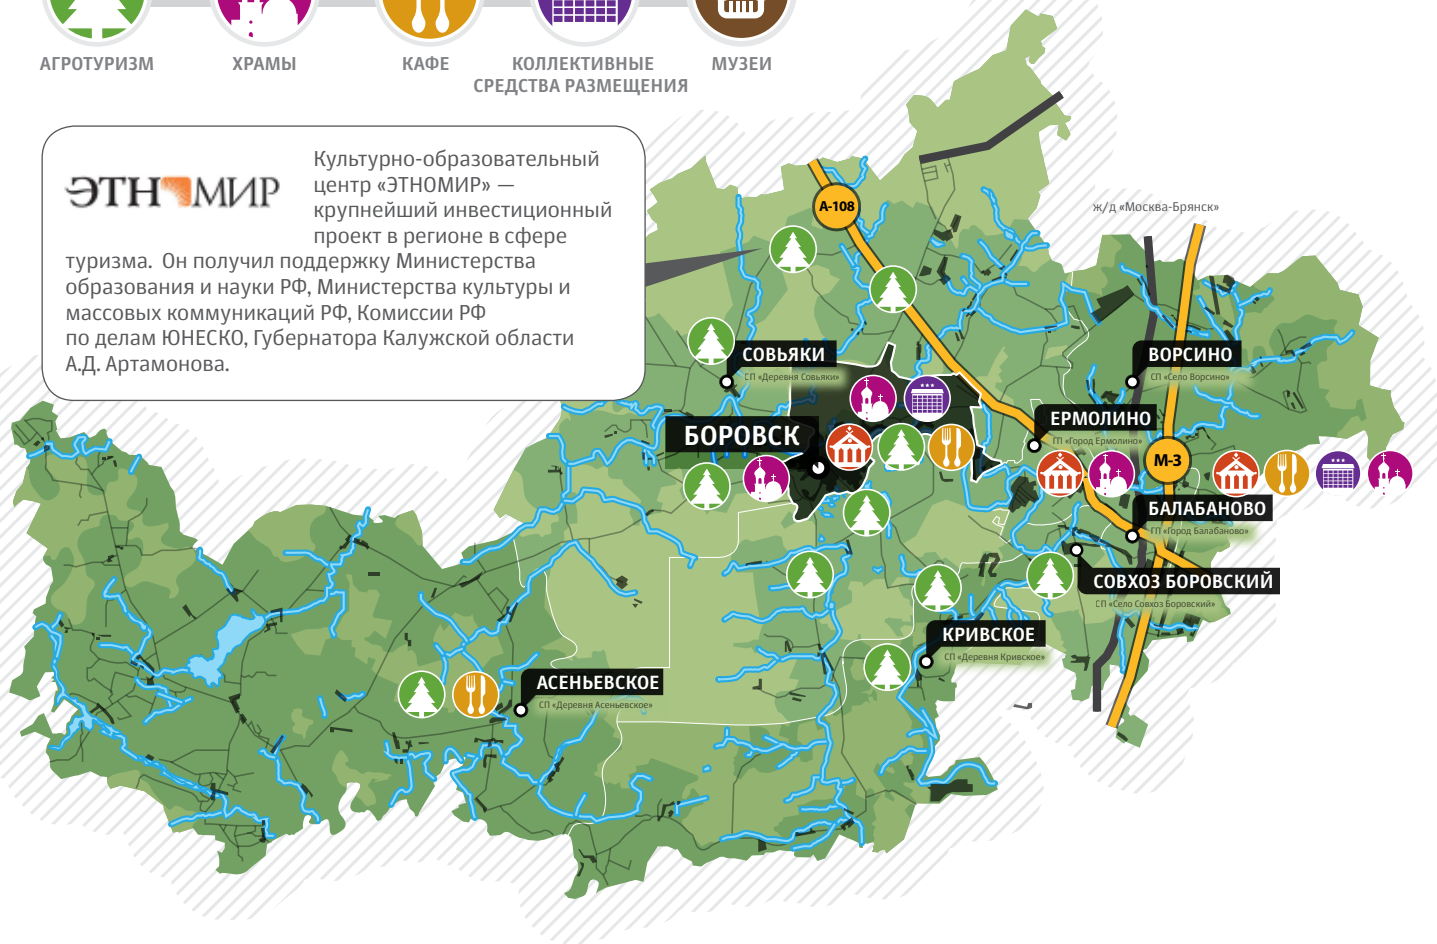 АГРОТУРИЗМ
ХРАМЫ
КАФЕ
КОЛЛЕКТИВНЫЕ
СРЕДСТВА РАЗМЕЩЕНИЯ
МУЗЕИ
ЭТНОМИР
Культурно-образовательный
центр «ЭТНОМИР» —
крупнейший инвестиционный
проект в регионе в сфере
туризма. Он получил поддержку Министерства
образования и науки РФ, Министерства культуры и
массовых коммуникаций РФ, Комиссии РФ
по делам ЮНЕСКО, Губернатора Калужской области
А.Д. Артамонова.
А-108
ж/д «Москва-Брянск»
СОВЬЯКИ
СП «Деревня Совьяки»
ВОРСИНО
СП «Село Ворсино»
ЕРМОЛИНО
ГП «Город Ермолино»
БОРОВСК
М-3
БАЛАБАНОВО
ГП «Город Балабаново»
СОВХОЗ БОРОВСКИЙ
СП «Село Совхоз Боровский»
КРИВСКОЕ
СП «Деревня Кривское»
АСЕНЬЕВСКОЕ
СП «Деревня Асеньевское»